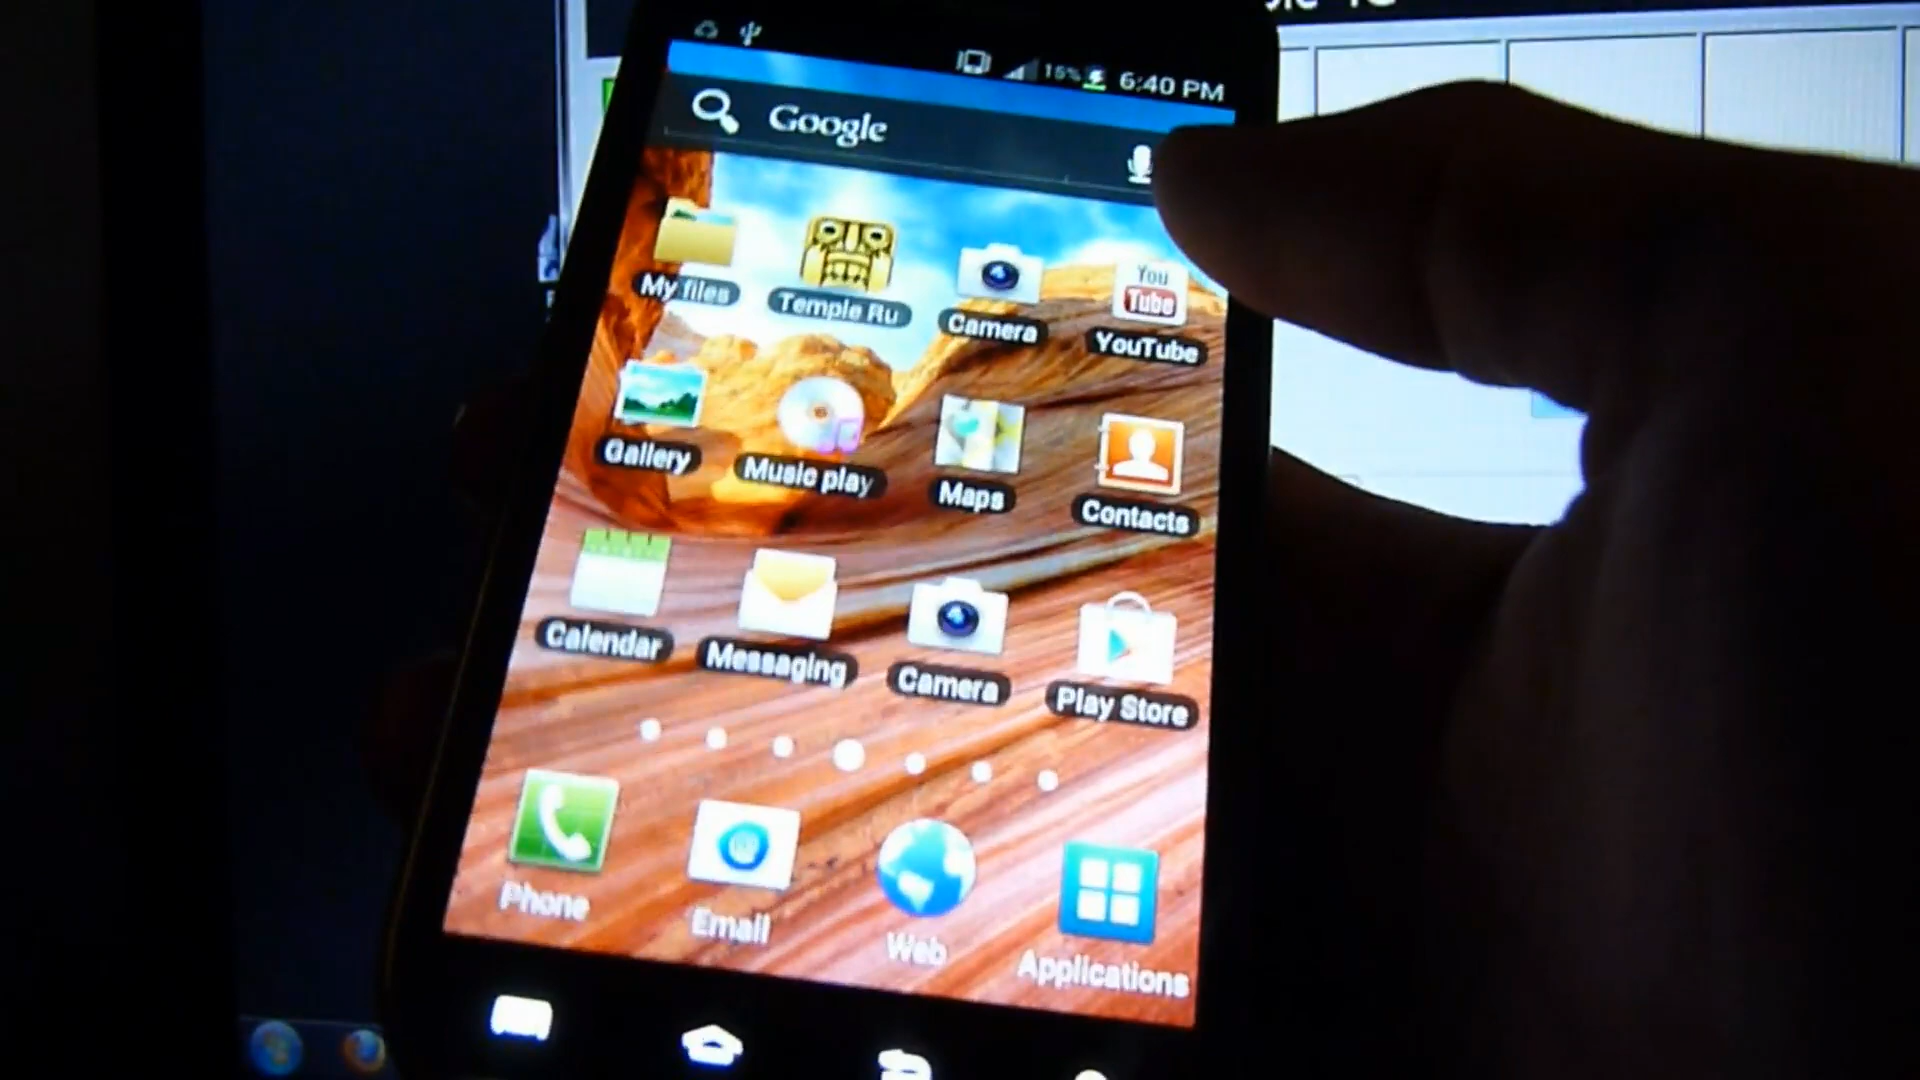 15% 6:40 PM
Google
My files Temple Ru Camera You Tube YouTube
Gallery Music play Maps Contacts
Calendar Messaging Camera Play Store
Phone Email Web Applications